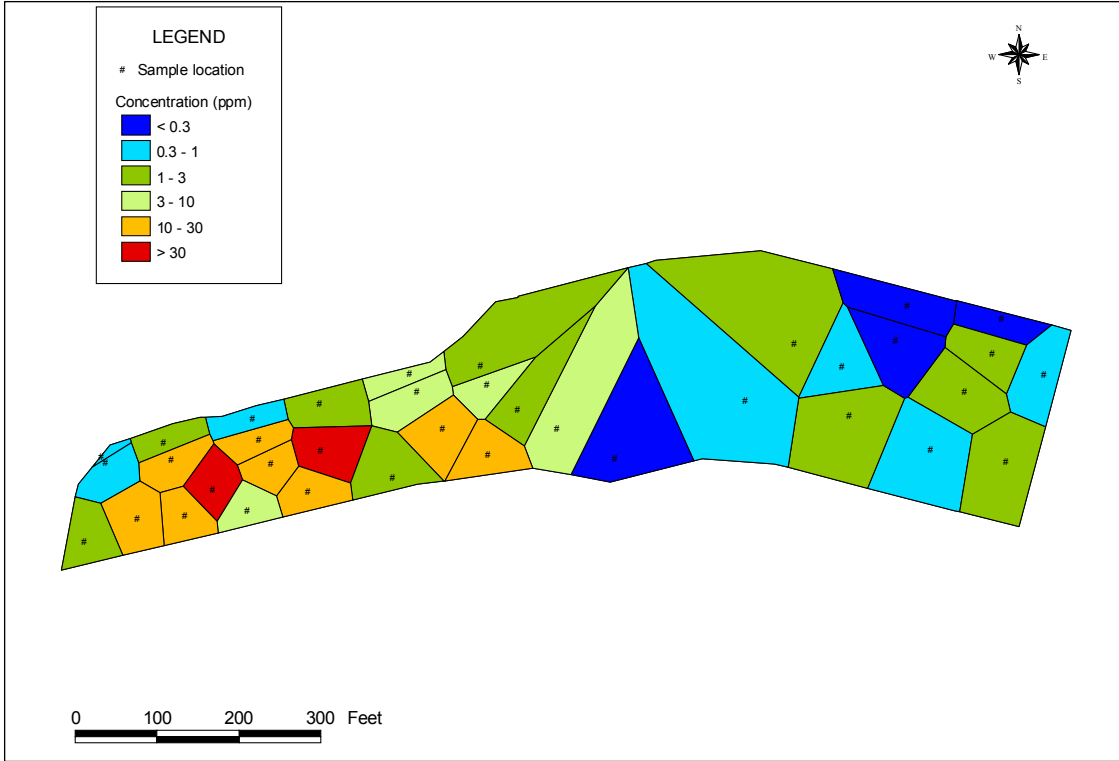 LEGEND
# Sample location
Concentration (ppm)
< 0.3
0.3 - 1
1 - 3
3 - 10
10 - 30
> 30
N
W E
S
0 100 200 300 Feet